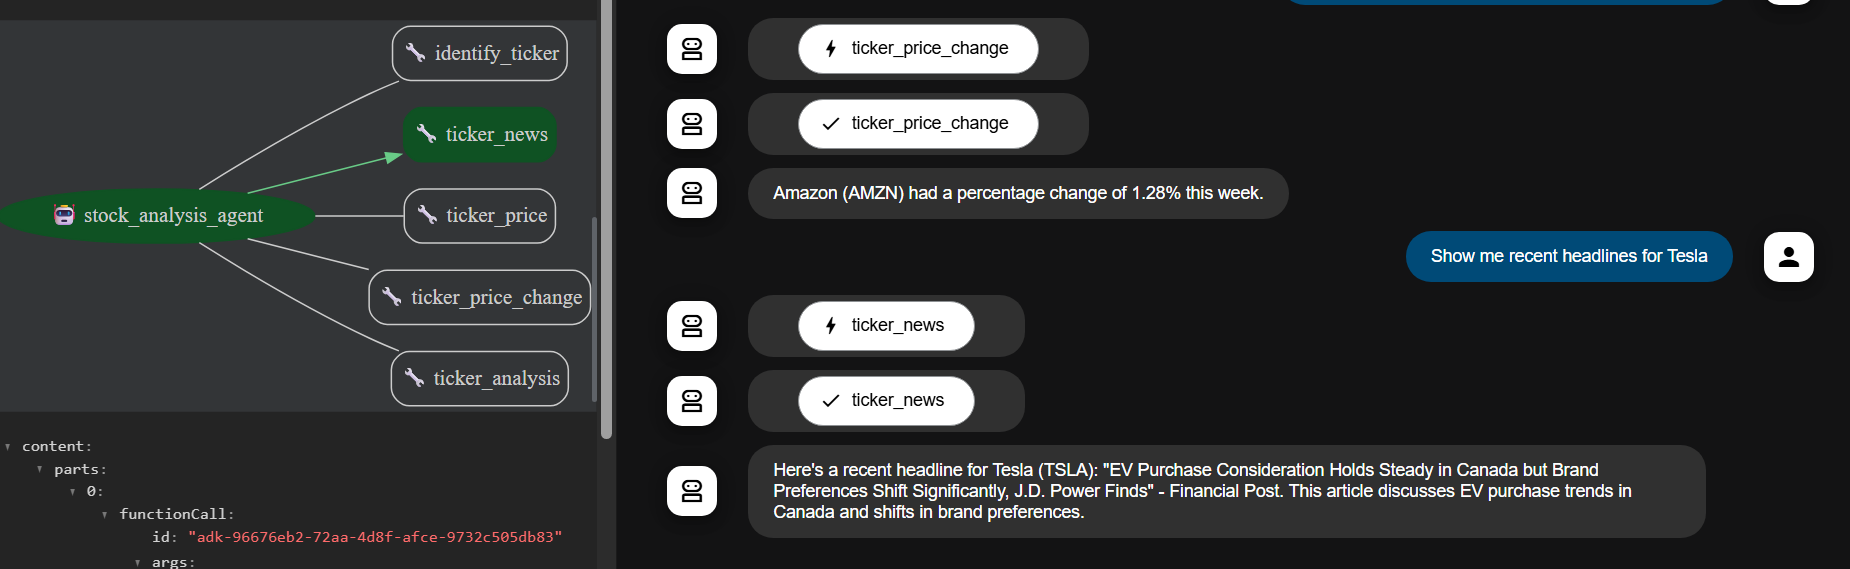 identify_ticker
ticker_news
stock_analysis_agent
ticker_price
ticker_price_change
ticker_analysis
content:
parts:
0:
functionCall:
id: "adk-96676eb2-72aa-4d8f-afce-9732c505db83"
args:
ticker_price_change
ticker_price_change
Amazon (AMZN) had a percentage change of 1.28% this week.
Show me recent headlines for Tesla
ticker_news
ticker_news
Here's a recent headline for Tesla (TSLA): "EV Purchase Consideration Holds Steady in Canada but Brand
Preferences Shift Significantly, J.D. Power Finds" - Financial Post. This article discusses EV purchase trends in
Canada and shifts in brand preferences.